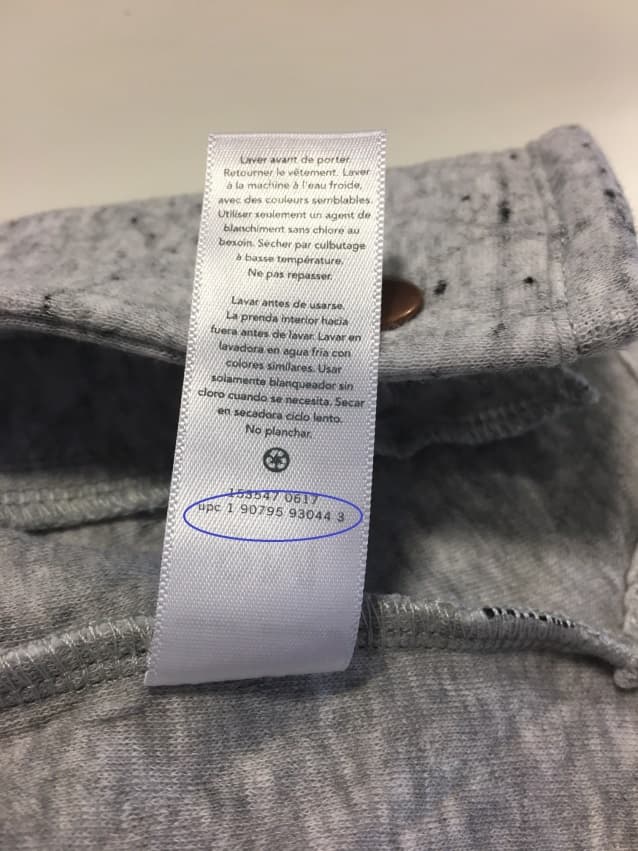 Laver avant de porter.
Retourner le vêtement. Laver
à la machine à l'eau froide,
avec des couleurs semblables.
Utiliser seulement un agent de
blanchiment sans chlore au
besoin. Sécher par culbutage
à basse température.
Ne pas repasser.
Lavar antes de usarse.
La prenda interior hacia
fuera antes de lavar. Lavar en
lavadora en agua fría con
colores similares. Usar
solamente blanqueador sin
cloro cuando se necesita. Secar
en secadora ciclo lento.
No planchar.
153547 0617
upc 1 90795 93044 3